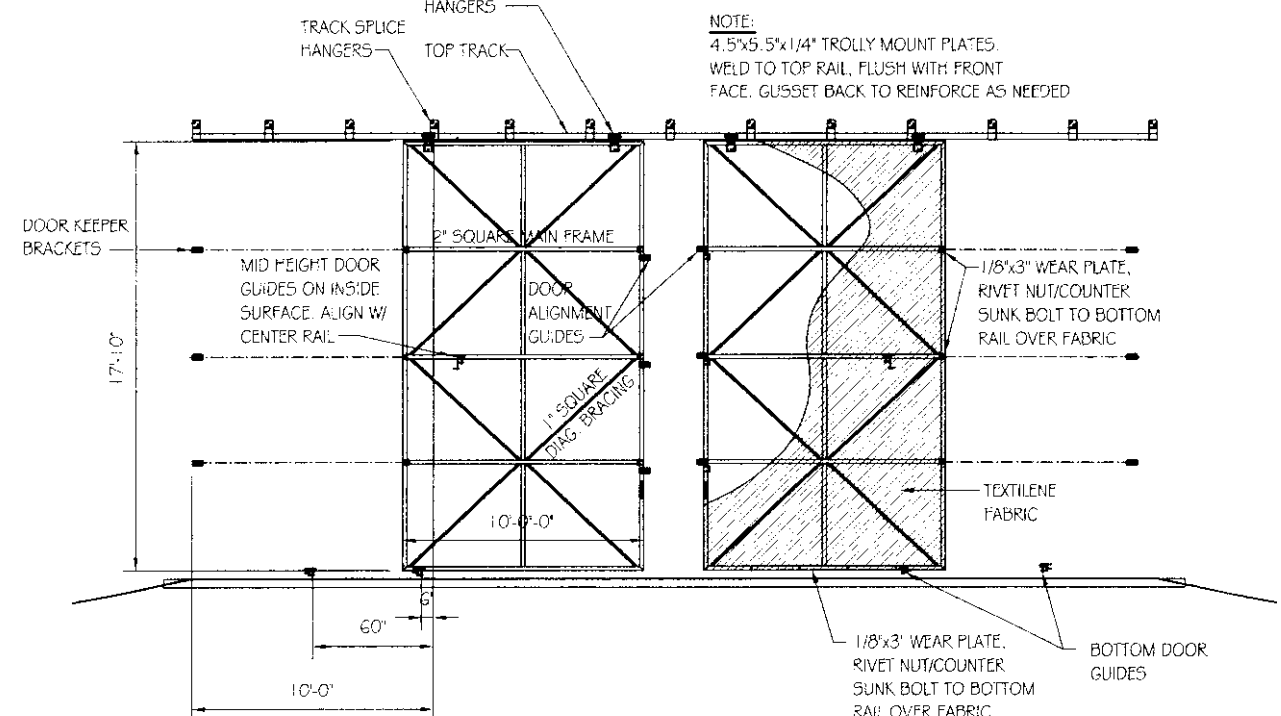 HANGERS
TRACK SPLICE
HANGERS
TOP TRACK
NOTE:
4.5"x5.5"x1/4" TROLLY MOUNT PLATES.
WELD TO TOP RAIL, FLUSH WITH FRONT
FACE. GUSSET BACK TO REINFORCE AS NEEDED
DOOR KEEPER
BRACKETS
2" SQUARE MAIN FRAME
MID HEIGHT DOOR
GUIDES ON INSIDE
SURFACE. ALIGN W/
CENTER RAIL
DOOR
ALIGNMENT
GUIDES
1/8"x3" WEAR PLATE,
RIVET NUT/COUNTER
SUNK BOLT TO BOTTOM
RAIL OVER FABRIC
17'-10"
1" SQUARE
DIAG. BRACING
TEXTILENE
FABRIC
10'-0'-0"
6"
60"
10'-0"
1/8"x3" WEAR PLATE,
RIVET NUT/COUNTER
SUNK BOLT TO BOTTOM
RAIL OVER FABRIC
BOTTOM DOOR
GUIDES